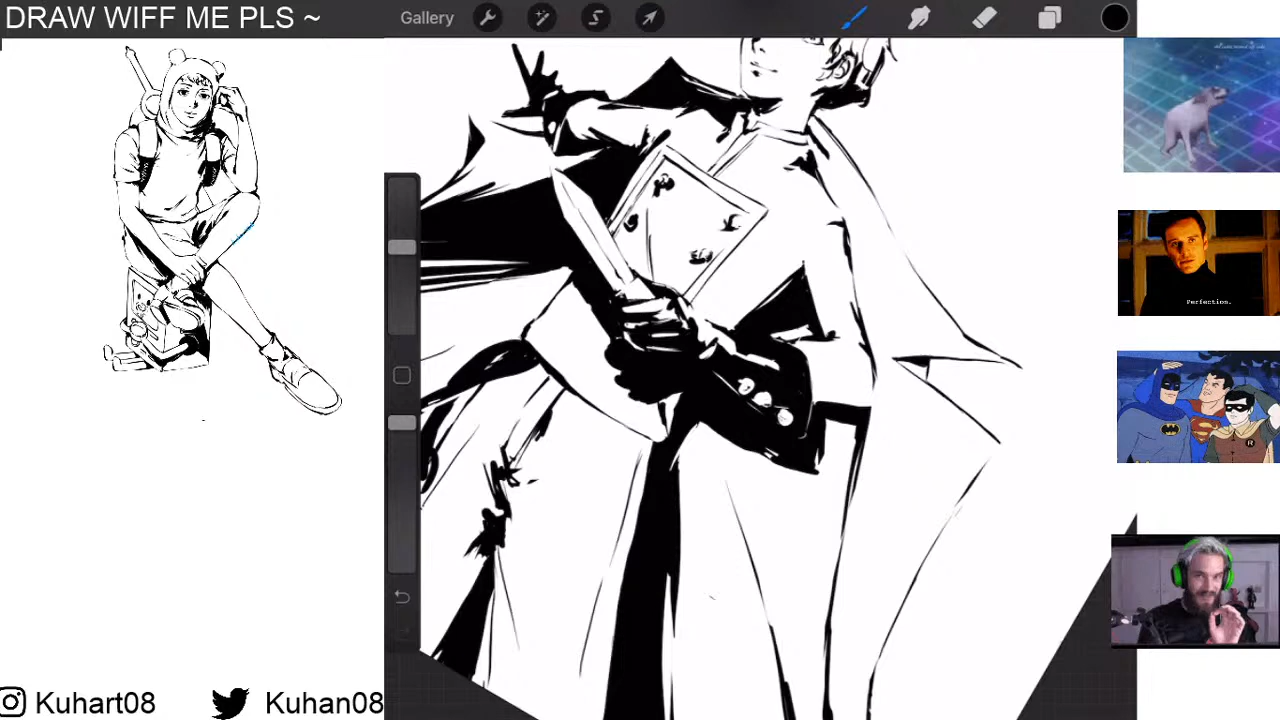 DRAW WIFF ME PLS ~
Gallery
Perfection.
Kuhart08
Kuhan08